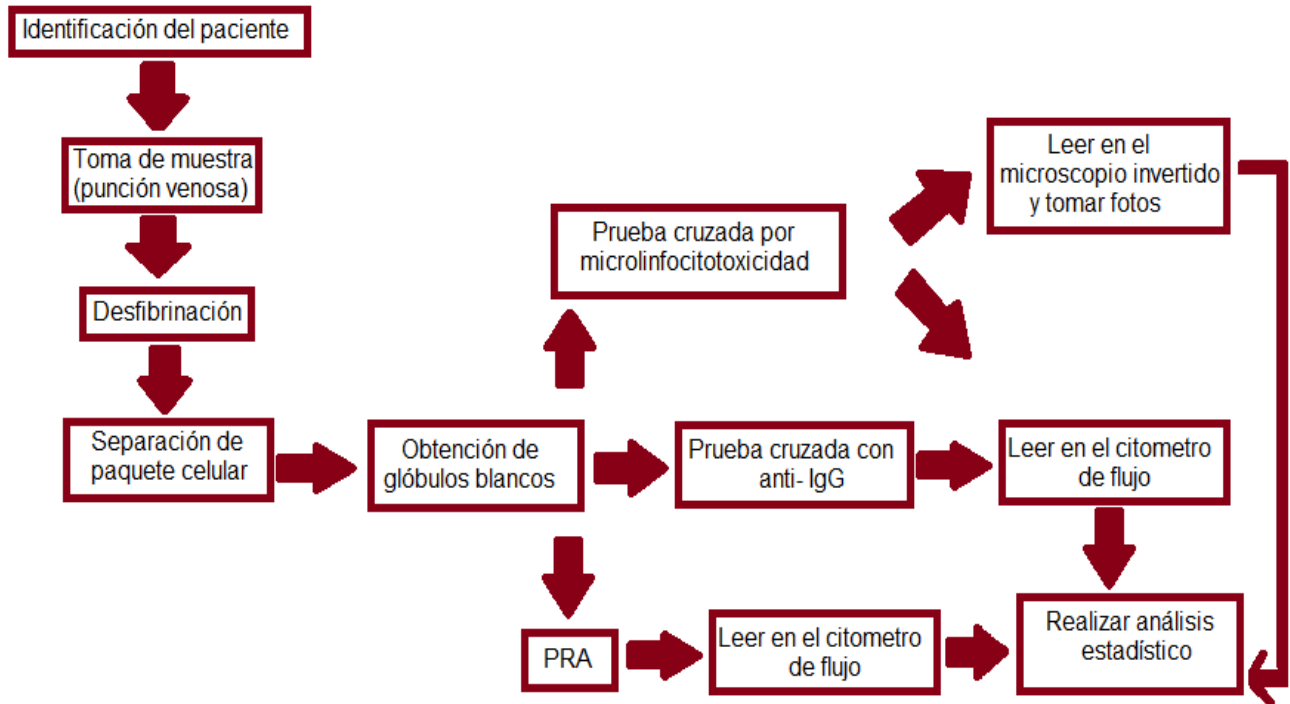 Identificación del paciente
Toma de muestra
(punción venosa)
Desfibrinación
Separación de
paquete celular
Obtención de
glóbulos blancos
Prueba cruzada por
microlinfocitotoxicidad
Leer en el
microscopio invertido
y tomar fotos
Prueba cruzada con
anti- IgG
Leer en el citometro
de flujo
PRA
Leer en el citometro
de flujo
Realizar análisis
estadístico